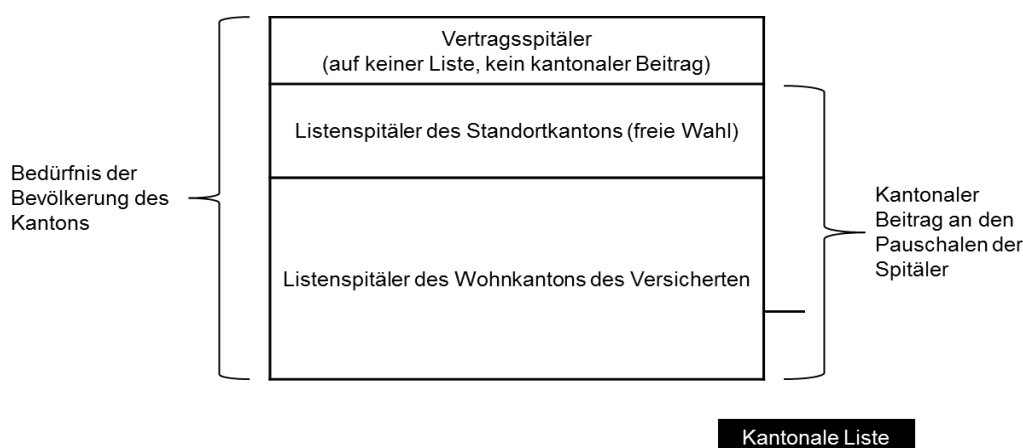 Vertragsspitäler
(auf keiner Liste, kein kantonaler Beitrag)
Listenspitäler des Standortkantons (freie Wahl)
Bedürfnis der
Bevölkerung des
Kantons
Listenspitäler des Wohnkantons des Versicherten
Kantonaler
Beitrag an den
Pauschalen der
Spitäler
Kantonale Liste